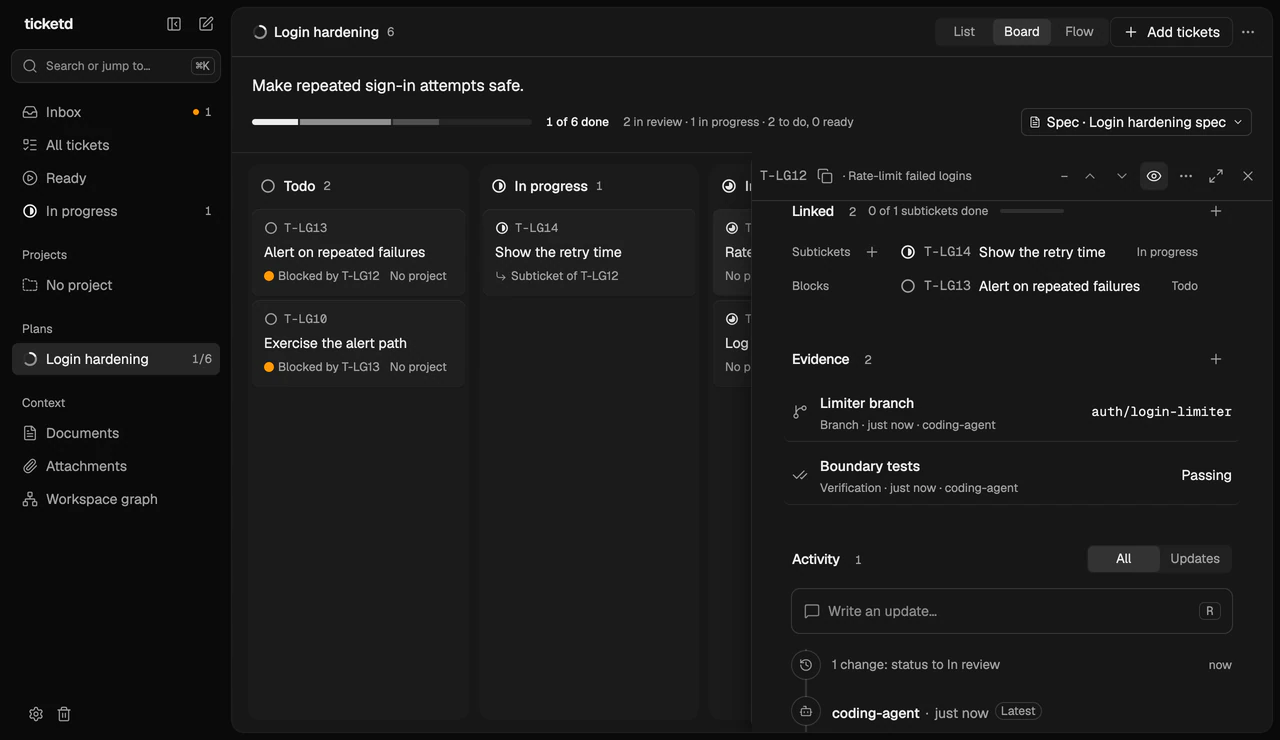 ticketd
Search or jump to...
⌘K
Inbox
1
All tickets
Ready
In progress
1
Projects
No project
Plans
Login hardening
1/6
Context
Documents
Attachments
Workspace graph
Login hardening 6
List
Board
Flow
+ Add tickets
Make repeated sign-in attempts safe.
1 of 6 done
2 in review · 1 in progress · 2 to do, 0 ready
Spec · Login hardening spec
Todo 2
T-LG13
Alert on repeated failures
Blocked by T-LG12 No project
T-LG10
Exercise the alert path
Blocked by T-LG13 No project
In progress 1
T-LG14
Show the retry time
Subticket of T-LG12
Rate
No p
Log
No p
T-LG12 · Rate-limit failed logins
Linked 2 0 of 1 subtickets done
Subtickets + T-LG14 Show the retry time In progress
Blocks T-LG13 Alert on repeated failures Todo
Evidence 2
Limiter branch
Branch · just now · coding-agent
auth/login-limiter
Boundary tests
Verification · just now · coding-agent
Passing
Activity 1
All
Updates
Write an update...
R
1 change: status to In review
now
coding-agent · just now Latest